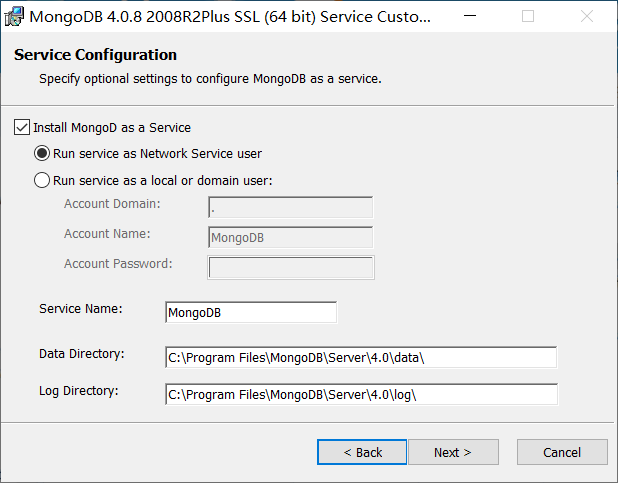 MongoDB 4.0.8 2008R2Plus SSL (64 bit) Service Custo...
Service Configuration
Specify optional settings to configure MongoDB as a service.
Install MongoD as a Service
Run service as Network Service user
Run service as a local or domain user:
Account Domain: .
Account Name: MongoDB
Account Password:
Service Name: MongoDB
Data Directory: C:\Program Files\MongoDB\Server\4.0\data\
Log Directory: C:\Program Files\MongoDB\Server\4.0\log\
< Back Next > Cancel